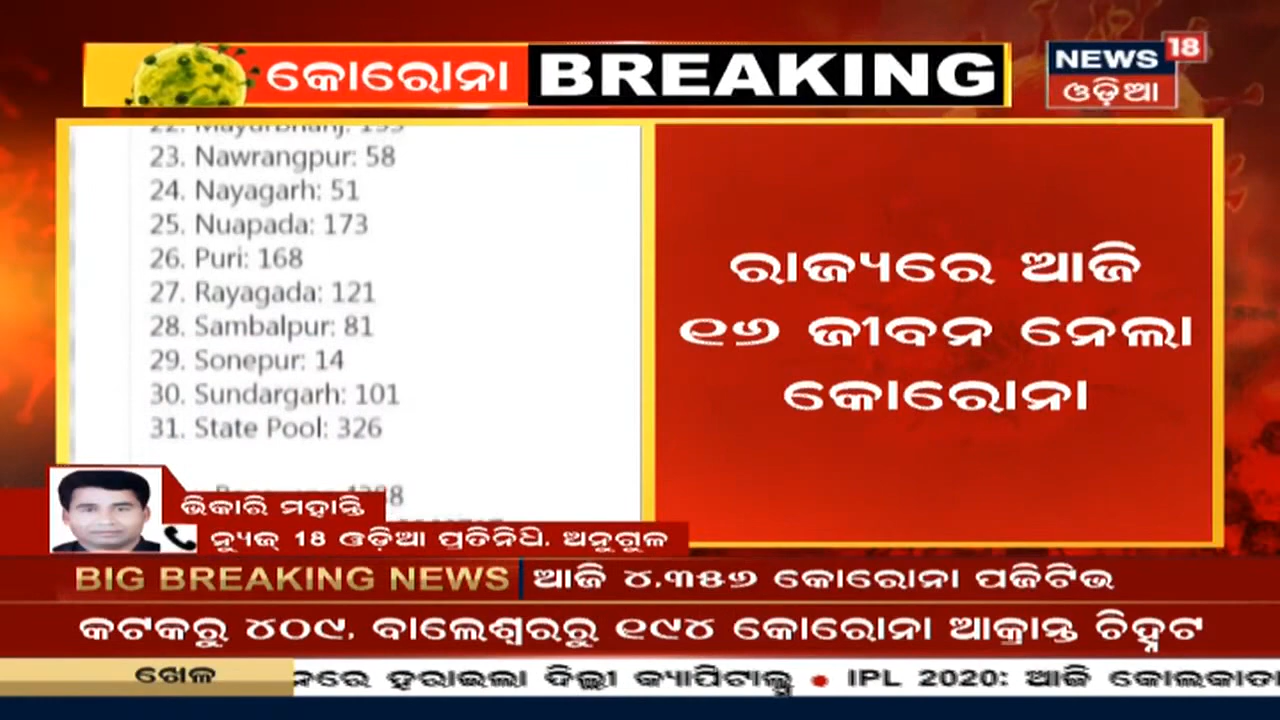 କୋରୋନା BREAKING
NEWS 18
ଓଡ଼ିଆ
23. Nawrangpur: 58
24. Nayagarh: 51
25. Nuapada: 173
26. Puri: 168
27. Rayagada: 121
28. Sambalpur: 81
29. Sonepur: 14
30. Sundargarh: 101
31. State Pool: 326
ରାଜ୍ୟରେ ଆଜି
୧୬ ଜୀବନ ନେଲା
କୋରୋନା
ଭିକାରି ମହାନ୍ତି
ନ୍ୟୁଜ୍ 18 ଓଡ଼ିଆ ପ୍ରତିନିଧି, ଅନୁଗୁଳ
BIG BREAKING NEWS ଆଜି ୪,୩୫୬ କୋରୋନା ପଜିଟିଭ
କଟକରୁ ୪୦୯, ବାଲେଶ୍ୱରରୁ ୧୯୪ କୋରୋନା ଆକ୍ରାନ୍ତ ଚିହ୍ନଟ
ଖେଳ ହରାଇଲା ଦିଲ୍ଲୀ କ୍ୟାପିଟାଲ୍ସ • IPL 2020: ଆଜି କୋଲକାତା